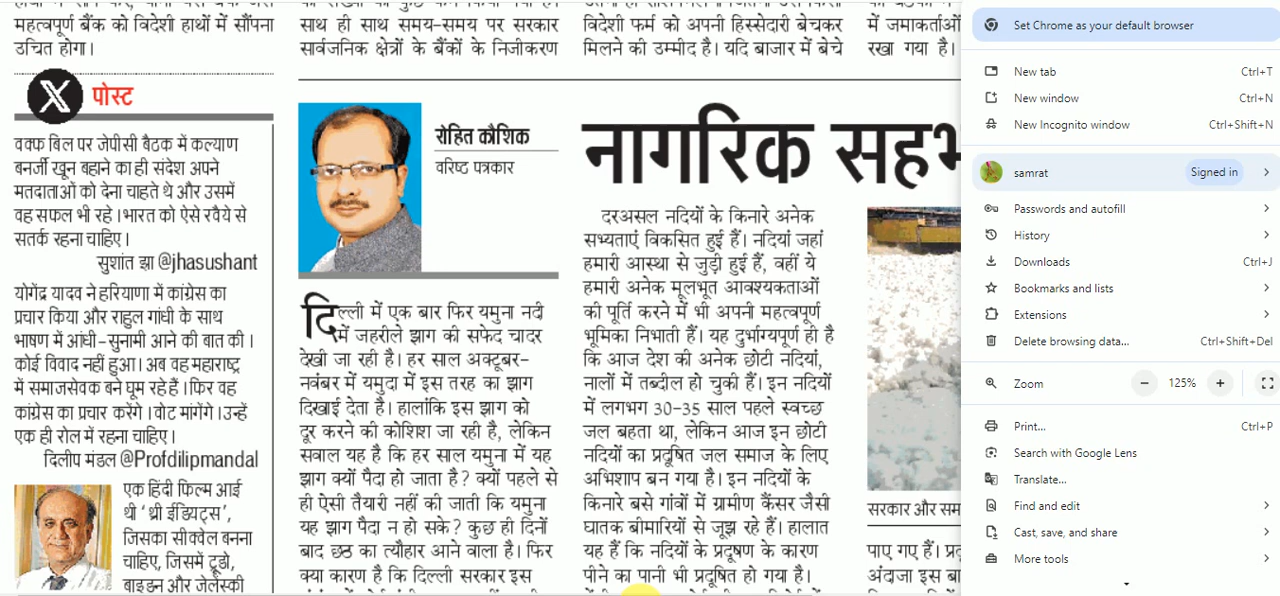 महत्वपूर्ण बैंक को विदेशी हाथों में सौंपना
उचित होगा।
पोस्ट
वक्फ बिल पर जेपीसी बैठक में कल्याण
बनर्जी खून बहाने का ही संदेश अपने
मतदाताओं को देना चाहते थे और उसमें
वह सफल भी रहे ।भारत को ऐसे रवैये से
सतर्क रहना चाहिए।
सुशांत झा @jhasushant
योगेंद्र यादव ने हरियाणा में कांग्रेस का
प्रचार किया और राहुल गांधी के साथ
भाषण में आंधी-सुनामी आने की बात की ।
कोई विवाद नहीं हुआ। अब वह महाराष्ट्र
में समाजसेवक बने घूम रहे हैं ।फिर वह
कांग्रेस का प्रचार करेंगे ।वोट मांगेंगे ।उन्हें
एक ही रोल में रहना चाहिए।
दिलीप मंडल @Profdilipmandal
एक हिंदी फिल्म आई
थी ‘थ्री ईडियट्स’,
जिसका सीक्वेल बनना
चाहिए, जिसमें टूडो,
बाइडन और जेलेंस्की
साथ ही साथ समय-समय पर सरकार
सार्वजनिक क्षेत्रों के बैंकों के निजीकरण
विदेशी फर्म को अपनी हिस्सेदारी बेचकर
मिलने की उम्मीद है। यदि बाजार में बेचे
में जमाकर्ताओं
रखा गया है।
रोहित कौशिक
वरिष्ट पत्रकार
नागरिक सहभ
दिल्ली में एक बार फिर यमुना नदी
में जहरीले झाग की सफेद चादर
देखी जा रही है। हर साल अक्टूबर-
नवंबर में यमुदा में इस तरह का झाग
दिखाई देता है। हालांकि इस झाग को
दूर करने की कोशिश जा रही है, लेकिन
सवाल यह है कि हर साल यमुना में यह
झाग क्यों पैदा हो जाता है? क्यों पहले से
ही ऐसी तैयारी नहीं की जाती कि यमुना
यह झाग पैदा न हो सके? कुछ ही दिनों
बाद छठ का त्यौहार आने वाला है। फिर
क्या कारण है कि दिल्ली सरकार इस
दरअसल नदियों के किनारे अनेक
सभ्यताएं विकसित हुई हैं। नदियां जहां
हमारी आस्था से जुड़ी हुई हैं, वहीं ये
हमारी अनेक मूलभूत आवश्यकताओं
की पूर्ति करने में भी अपनी महत्वपूर्ण
भूमिका निभाती हैं। यह दुर्भाग्यपूर्ण ही है
कि आज देश की अनेक छोटी नदियां,
नालों में तब्दील हो चुकी हैं। इन नदियों
में लगभग 30-35 साल पहले स्वच्छ
जल बहता था, लेकिन आज इन छोटी
नदियों का प्रदूषित जल समाज के लिए
अभिशाप बन गया है। इन नदियों के
किनारे बसे गांवों में ग्रामीण कैंसर जैसी
घातक बीमारियों से जूझ रहे हैं। हालात
यह हैं कि नदियों के प्रदूषण के कारण
पीने का पानी भी प्रदूषित हो गया है।
सरकार और सम
पाए गए हैं। प्रद
अंदाजा इस बा
Set Chrome as your default browser
New tab Ctrl+T
New window Ctrl+N
New Incognito window Ctrl+Shift+N
samrat Signed in
Passwords and autofill
History
Downloads Ctrl+J
Bookmarks and lists
Extensions
Delete browsing data... Ctrl+Shift+Del
Zoom − 125% +
Print... Ctrl+P
Search with Google Lens
Translate...
Find and edit
Cast, save, and share
More tools